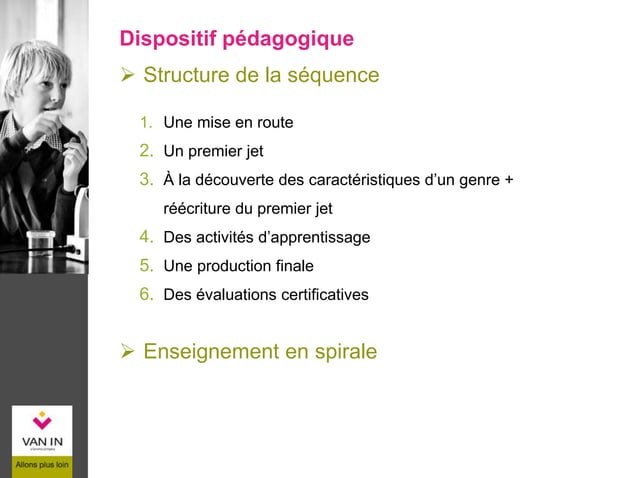 Dispositif pédagogique
➢ Structure de la séquence
1. Une mise en route
2. Un premier jet
3. À la découverte des caractéristiques d’un genre +
réécriture du premier jet
4. Des activités d’apprentissage
5. Une production finale
6. Des évaluations certificatives
➢ Enseignement en spirale
VAN IN
Allons plus loin